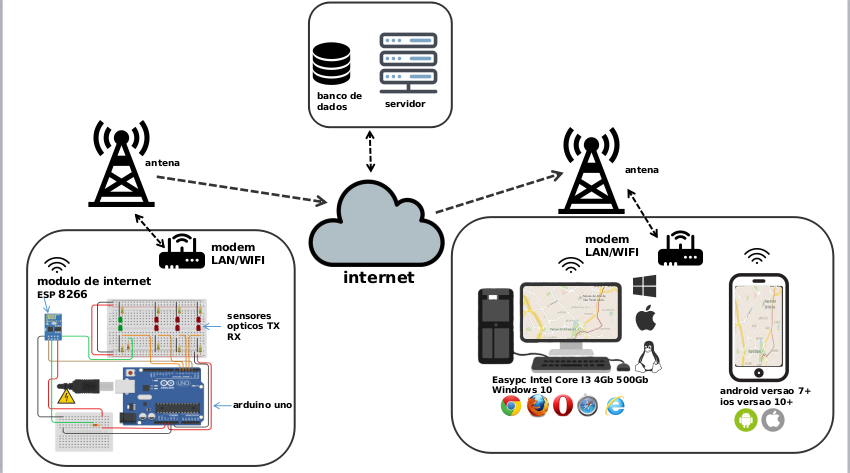 banco de
dados
servidor
antena
antena
internet
modem
LAN/WIFI
modulo de internet
ESP 8266
sensores
opticos TX
RX
arduino uno
modem
LAN/WIFI
Easypc Intel Core I3 4Gb 500Gb
Windows 10
android versao 7+
ios versao 10+
UNO